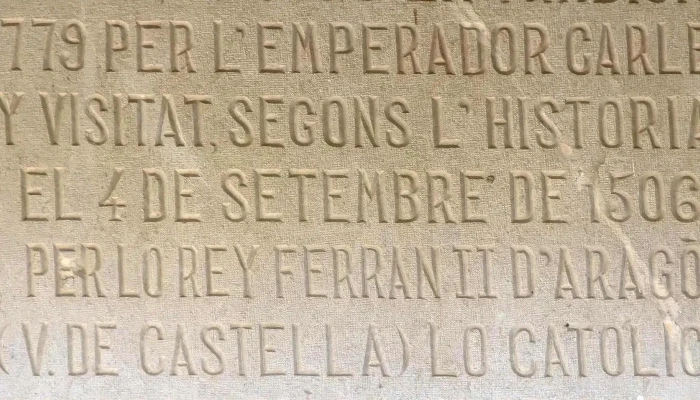 779 PER L'EMPERADOR CARLE
Y VISITAT, SEGONS L'HISTORIA
EL 4 DE SETEMBRE DE 1506
PER LO REY FERRAN II D'ARAGÓ
(V. DE CASTELLA) LO CATOLIC